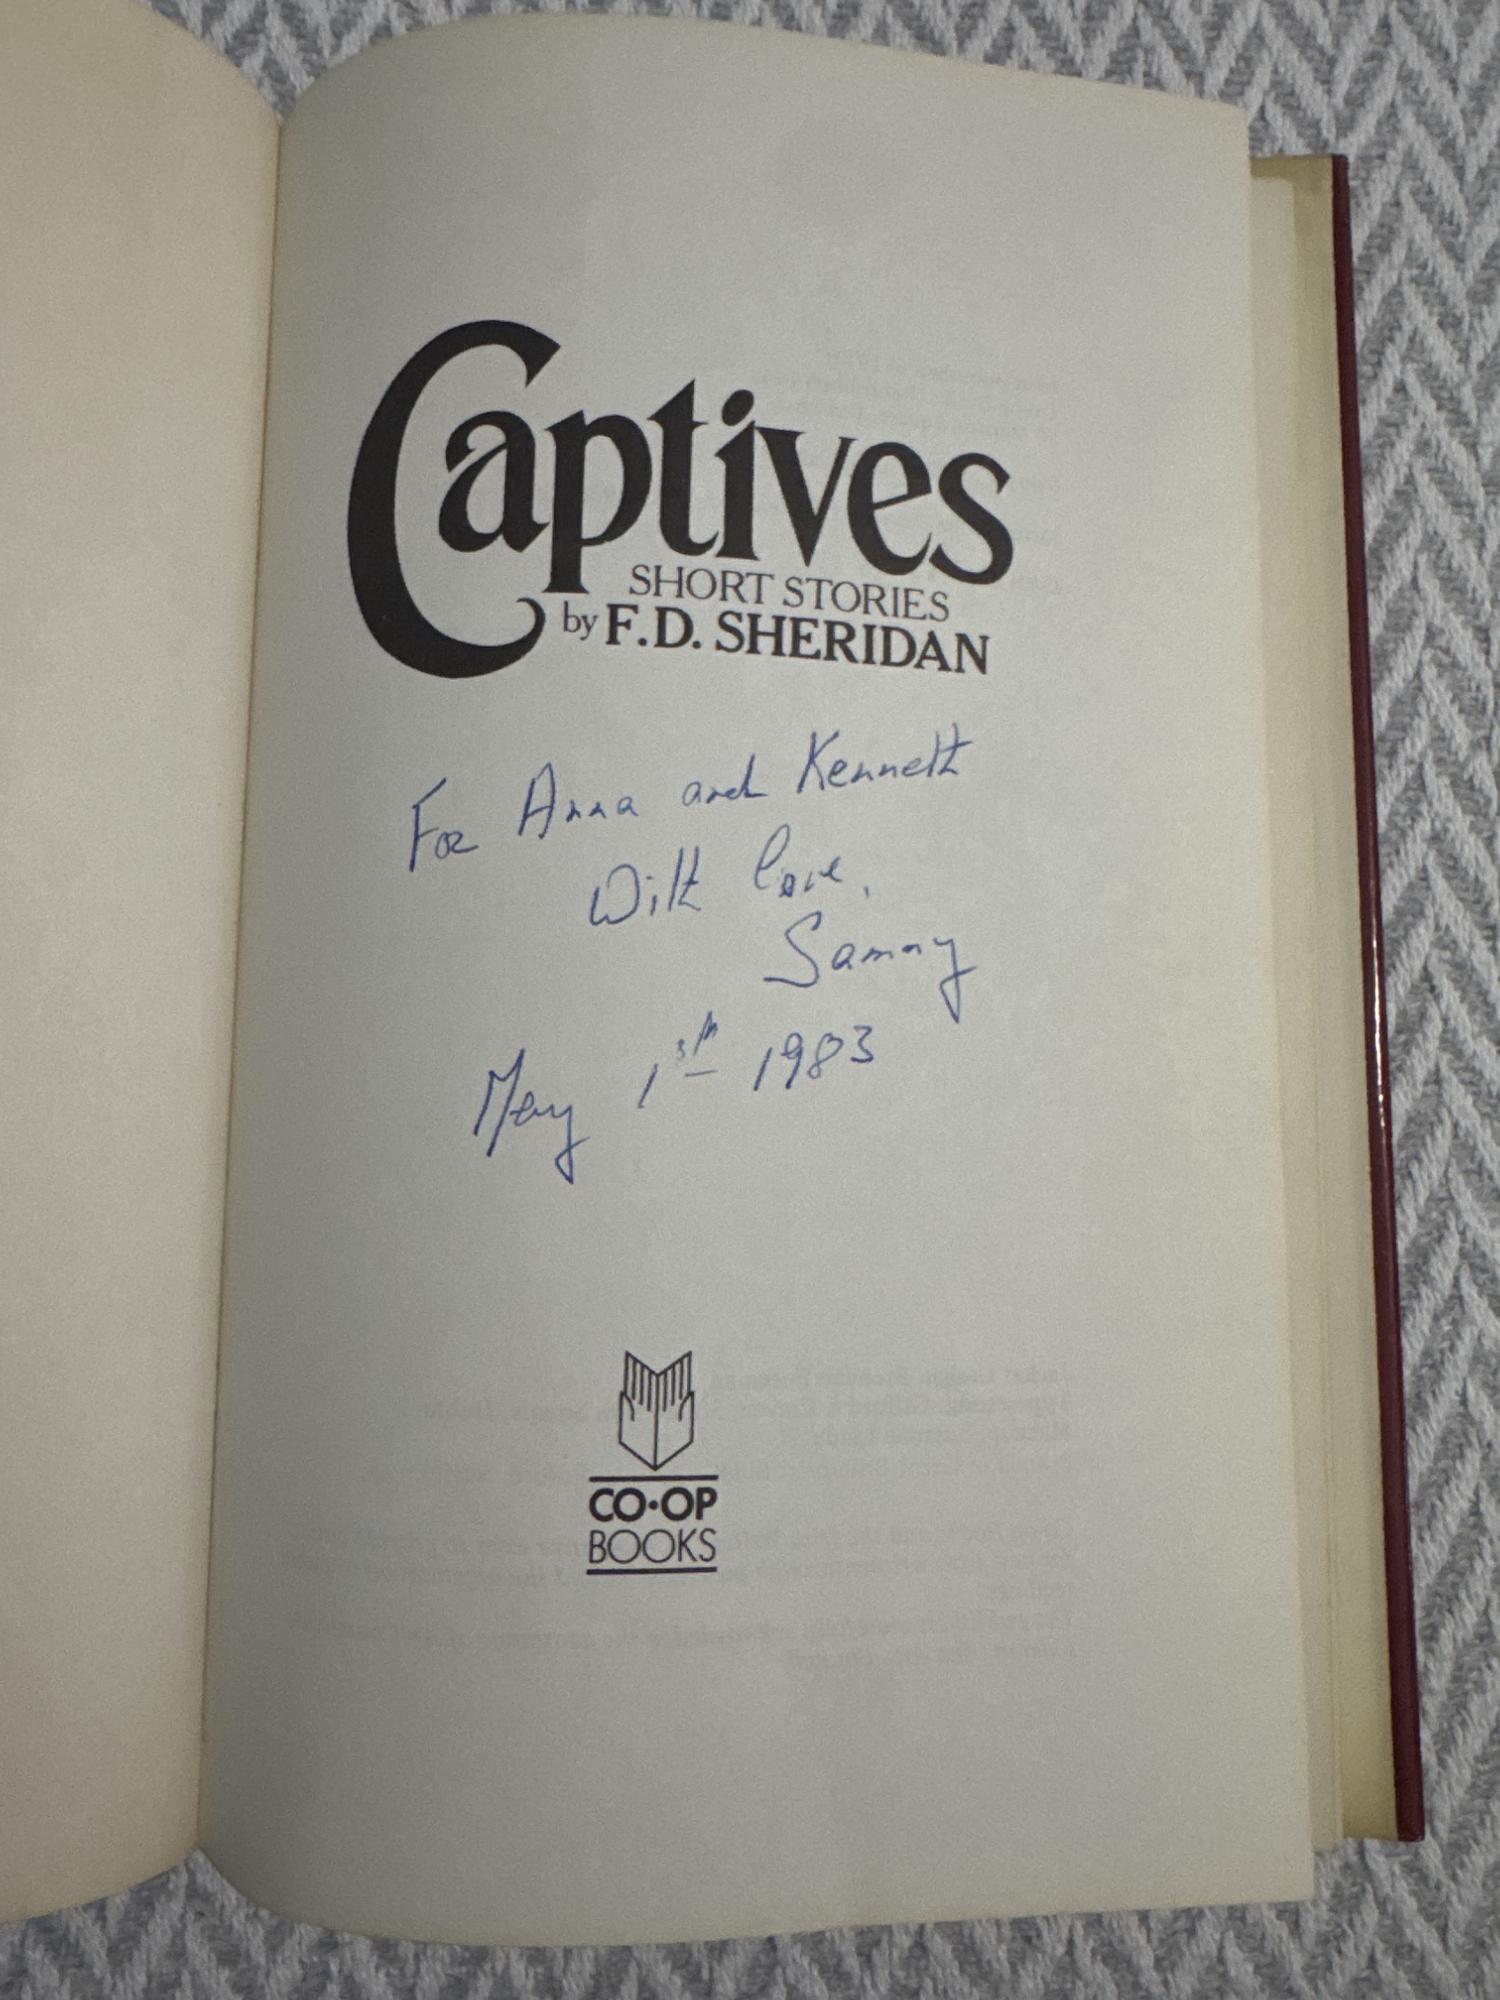 Captives
SHORT STORIES
by F.D. SHERIDAN
For Anna and Kenneth
With love,
Sammy
May 1st 1983
CO·OP
BOOKS